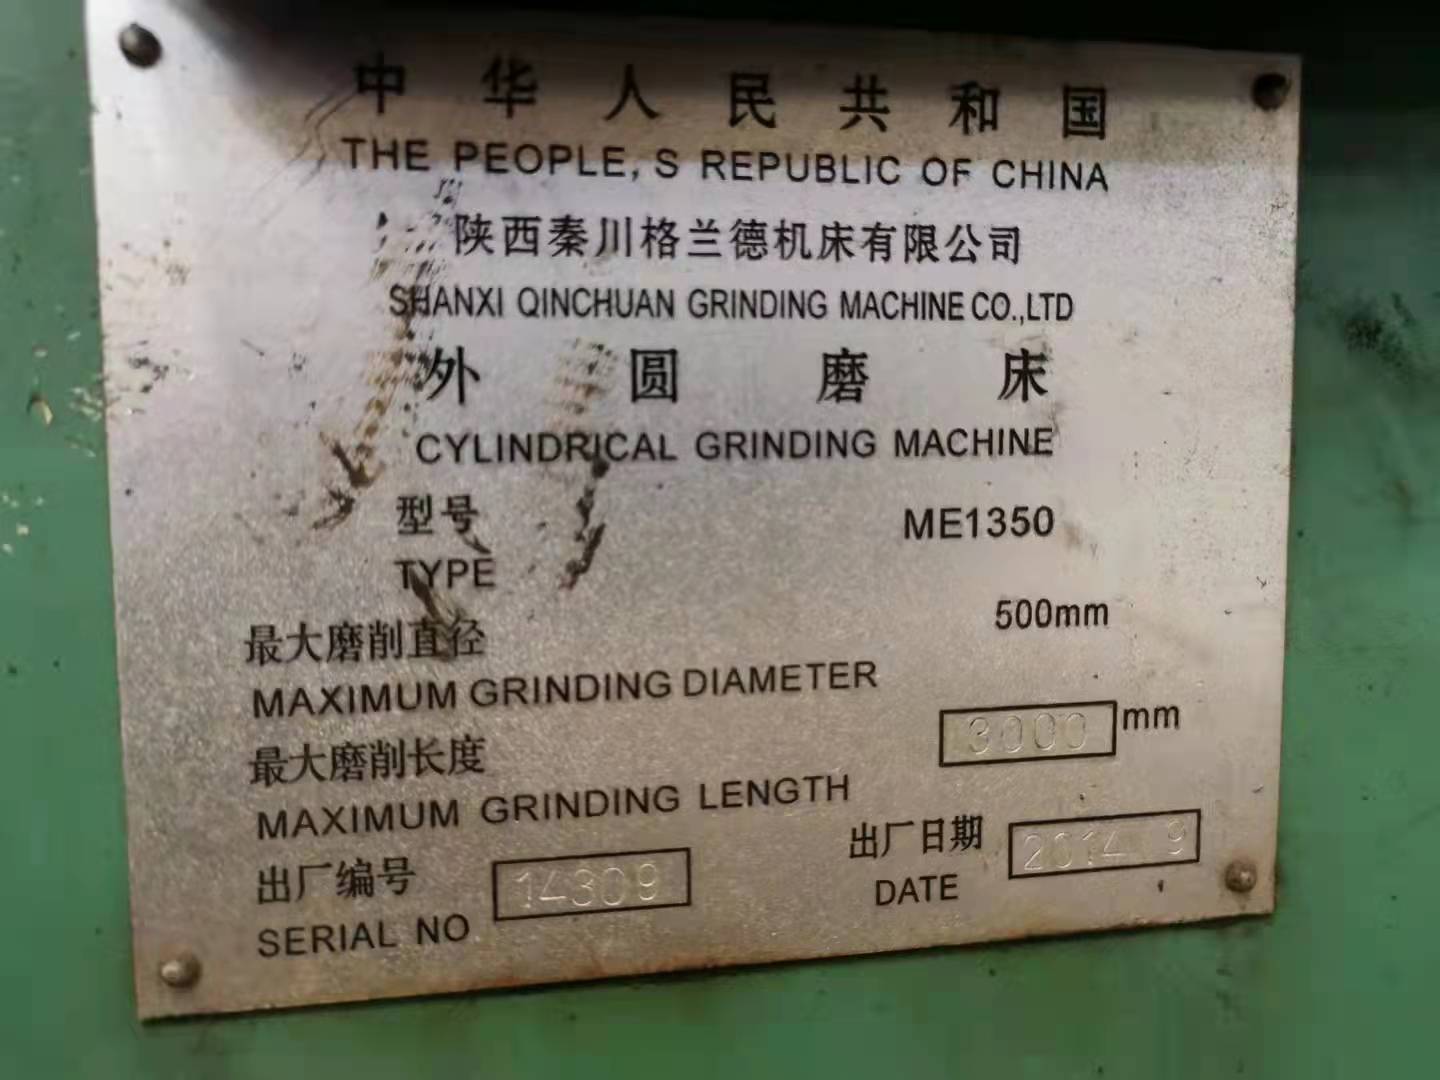 中华人民共和国
THE PEOPLE,S REPUBLIC OF CHINA
陕西秦川格兰德机床有限公司
SHANXI QINCHUAN GRINDING MACHINE CO.,LTD
外圆磨床
CYLINDRICAL GRINDING MACHINE
型号 ME1350
TYPE
最大磨削直径 500mm
MAXIMUM GRINDING DIAMETER
最大磨削长度 3000 mm
MAXIMUM GRINDING LENGTH
出厂编号 14309 出厂日期 2014 9
SERIAL NO DATE